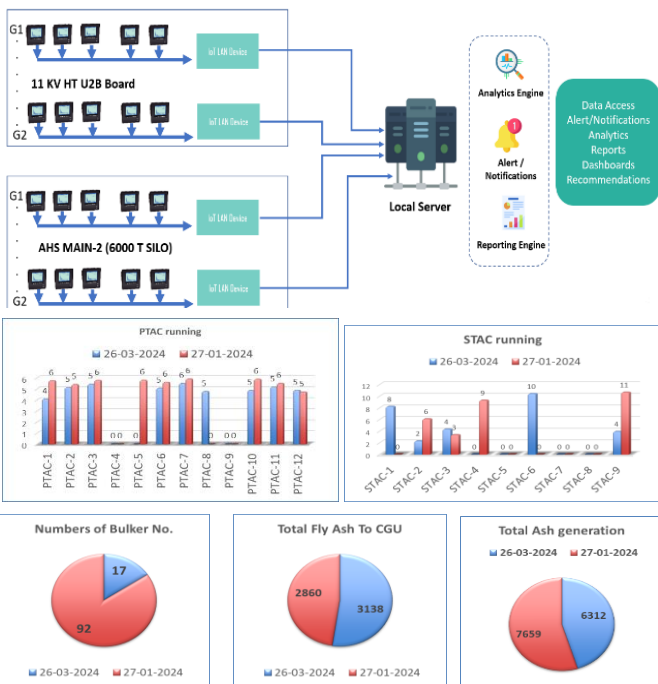 G1
IoT LAN Device
11 KV HT U2B Board
IoT LAN Device
G2
G1
IoT LAN Device
AHS MAIN-2 (6000 T SILO)
IoT LAN Device
G2
Local Server
Analytics Engine
1
Alert /
Notifications
Reporting Engine
Data Access
Alert/Notifications
Analytics
Reports
Dashboards
Recommendations
PTAC running
26-03-2024 27-01-2024
6
5
4
3
2
1
0
4 6 5 5 5 6 0 0 0 6 5 6 5 6 5 0 0 5 6 5 6 5 5
PTAC-1
PTAC-2
PTAC-3
PTAC-4
PTAC-5
PTAC-6
PTAC-7
PTAC-8
PTAC-9
PTAC-10
PTAC-11
PTAC-12
STAC running
26-03-2024 27-01-2024
12
10
8
6
4
2
0
8 0 2 6 4 3 0 9 0 0 10 0 0 0 0 0 4 11
STAC-1
STAC-2
STAC-3
STAC-4
STAC-5
STAC-6
STAC-7
STAC-8
STAC-9
Numbers of Bulker No.
17
92
26-03-2024 27-01-2024
Total Fly Ash To CGU
2860
3138
26-03-2024 27-01-2024
Total Ash generation
26-03-2024 27-01-2024
6312
7659